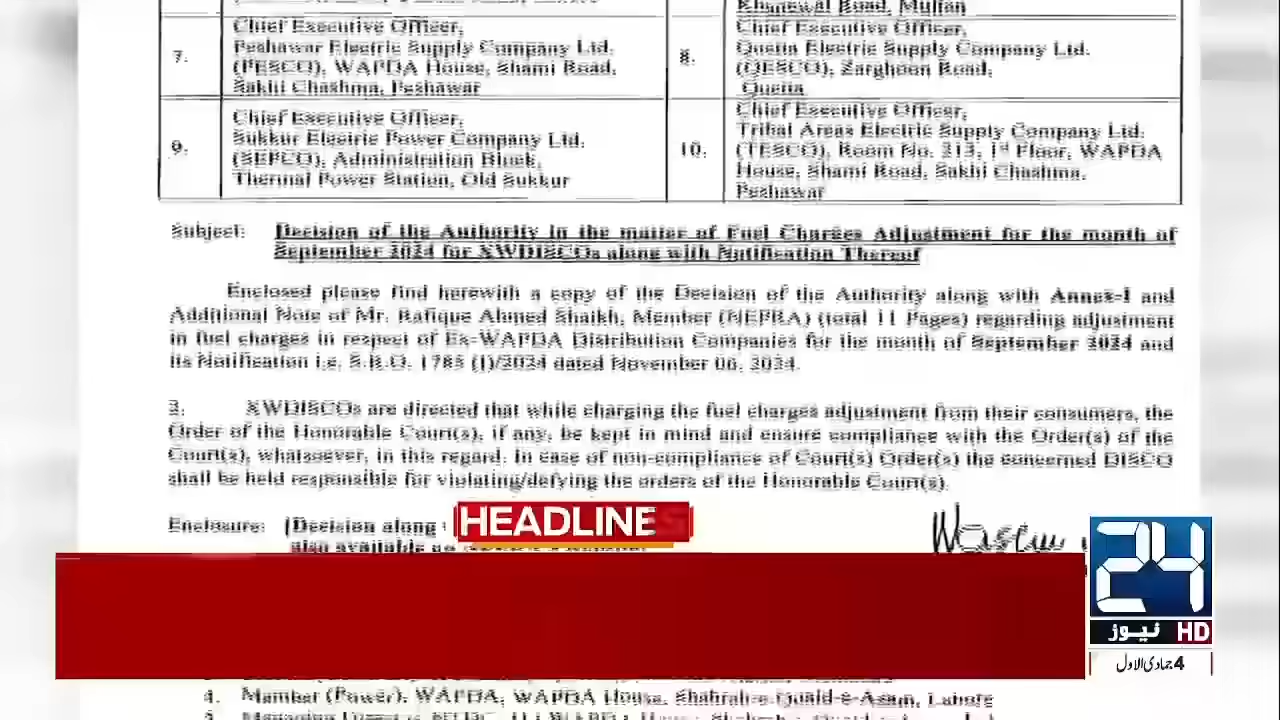 Khanewal Road, Multan
7.
Chief Executive Officer,
Peshawar Electric Supply Company Ltd.
(PESCO), WAPDA House, Shami Road,
Sakhi Chashma, Peshawar
8.
Chief Executive Officer,
Quetta Electric Supply Company Ltd.
(QESCO), Zarghoon Road,
Quetta
9.
Chief Executive Officer,
Sukkur Electric Power Company Ltd.
(SEPCO), Administration Block,
Thermal Power Station, Old Sukkur
10.
Chief Executive Officer,
Tribal Areas Electric Supply Company Ltd.
(TESCO), Room No. 213, 1st Floor, WAPDA
House, Shami Road, Sakhi Chashma,
Peshawar
Subject: Decision of the Authority in the matter of Fuel Charges Adjustment for the month of
September 2024 for XWDISCOs along with Notification Thereof
Enclosed please find herewith a copy of the Decision of the Authority along with Annex-I and
Additional Note of Mr. Rafique Ahmed Shaikh, Member (NEPRA) (total 11 Pages) regarding adjustment
in fuel charges in respect of Ex-WAPDA Distribution Companies for the month of September 2024 and
its Notification i.e. S.R.O. 1785 (I)/2024 dated November 06, 2024.
2. XWDISCOs are directed that while charging the fuel charges adjustment from their consumers, the
Order of the Honorable Court(s), if any, be kept in mind and ensure compliance with the Order(s) of the
Court(s), whatsoever, in this regard. In case of non-compliance of Court(s) Order(s) the concerned DISCO
shall be held responsible for violating/defying the orders of the Honorable Court(s).
Enclosure: [Decision along
also available on
HEADLINES
Wasem
24
نیوز HD
4 جمادی الاول
4. Member (Power), WAPDA, WAPDA House, Shahrah-e-Quaid-e-Azam, Lahore